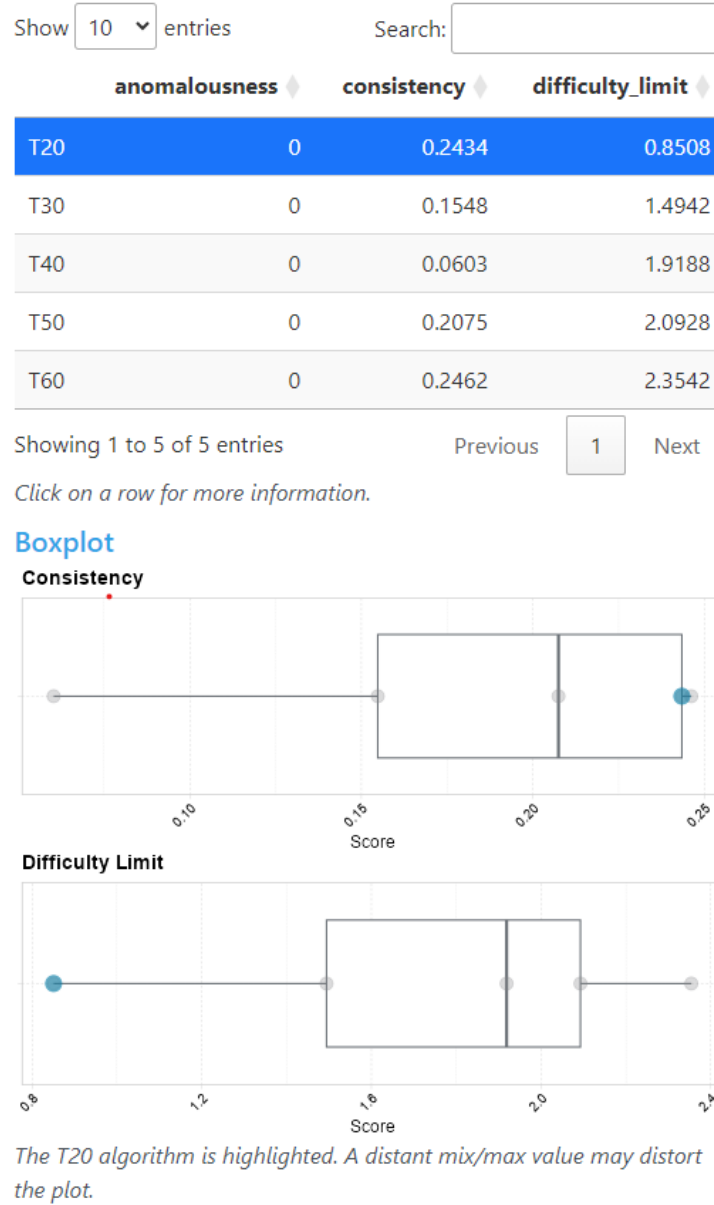 Show 10 entries Search:
anomalousness consistency difficulty_limit
T20 0 0.2434 0.8508
T30 0 0.1548 1.4942
T40 0 0.0603 1.9188
T50 0 0.2075 2.0928
T60 0 0.2462 2.3542
Showing 1 to 5 of 5 entries Previous 1 Next
Click on a row for more information.
Boxplot
Consistency
0.10 0.15 0.20 0.25
Score
Difficulty Limit
0.8 1.2 1.6 2.0 2.4
Score
The T20 algorithm is highlighted. A distant mix/max value may distort
the plot.